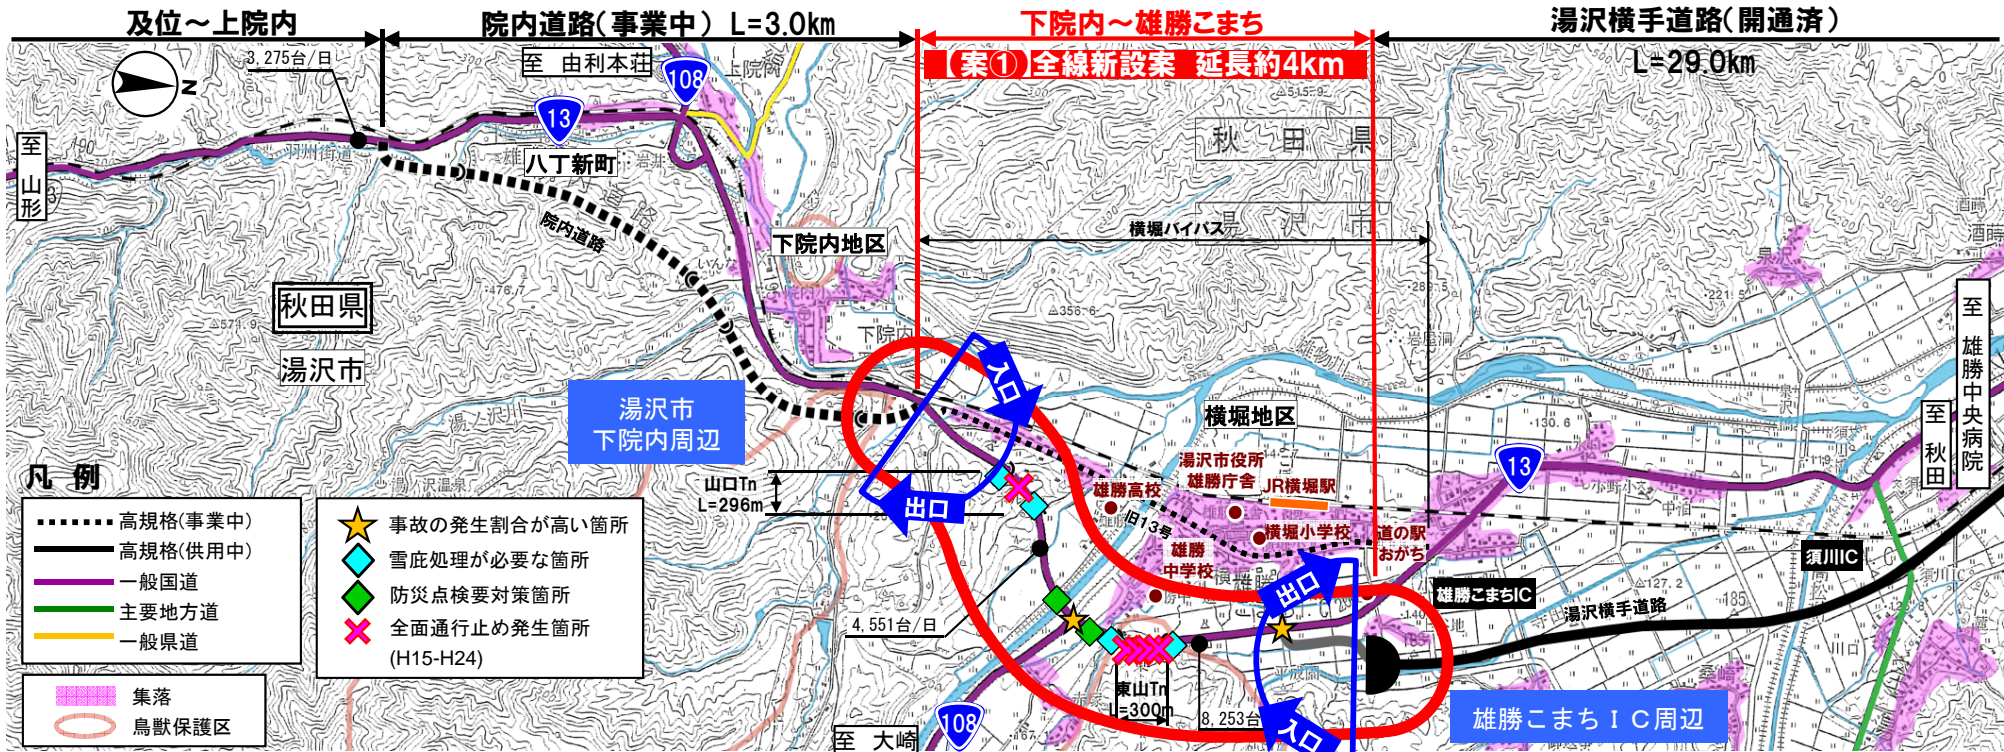 及位～上院内
院内道路(事業中) L=3.0km
下院内～雄勝こまち
湯沢横手道路(開通済)
L=29.0km
【案①】全線新設案 延長約4km
3,275台/日
至 由利本荘
上院内
108
13
N
至 山形
八丁新町
院内道路
秋田県
湯沢市
横堀バイパス
下院内地区
秋田県
湯沢市
下院内
湯沢市
下院内周辺
入口
出口
山口Tn
L=296m
横堀地区
湯沢市役所
雄勝庁舎
JR横堀駅
雄勝高校
旧13号
横堀小学校
雄勝
中学校
道の駅
おがち
13
至 雄勝中央病院
至 秋田
須川IC
雄勝こまちIC
湯沢横手道路
4,551台/日
出口
入口
東山Tn
L=300m
8,253台
108
至 大崎
雄勝こまちIC周辺
凡 例
高規格(事業中)
高規格(供用中)
一般国道
主要地方道
一般県道
集落
鳥獣保護区
事故の発生割合が高い箇所
雪庇処理が必要な箇所
防災点検要対策箇所
全面通行止め発生箇所
(H15-H24)